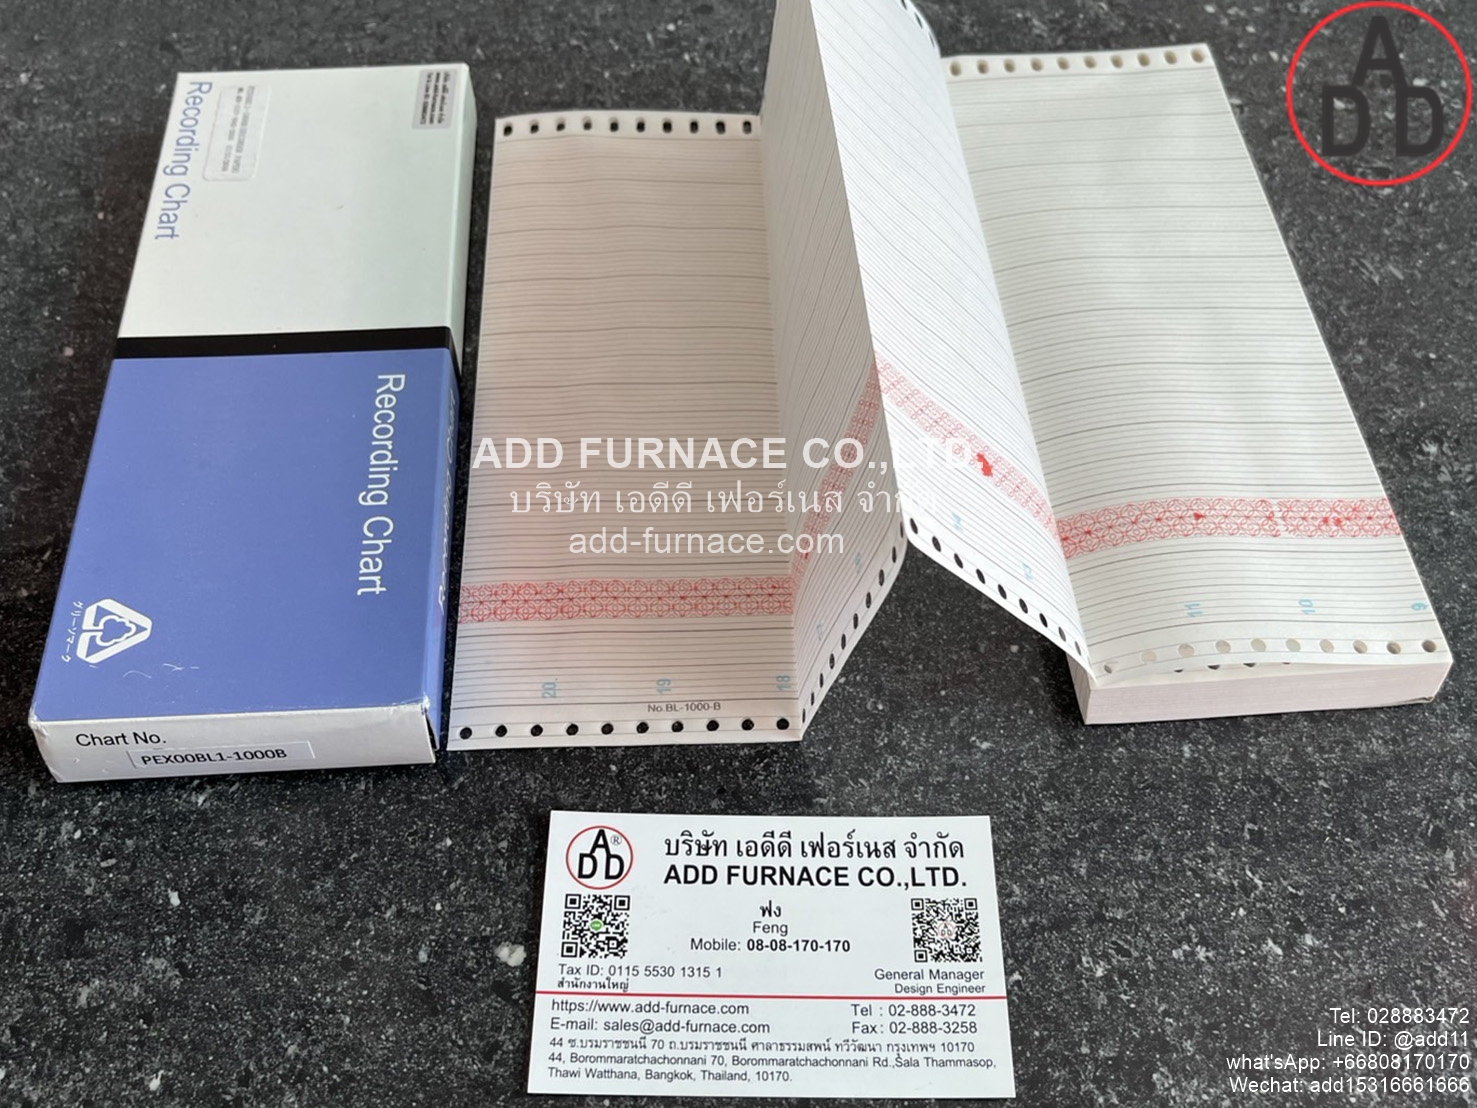 Recording Chart
Recording Chart
グリーンマーク
Chart No.
PEX00BL1-1000B
20.
19
18
No.BL-1000-B
11
10
9
ADD
ADD FURNACE CO.,LTD.
บริษัท เอดีดี เฟอร์เนส จำกัด
add-furnace.com
ADD®
บริษัท เอดีดี เฟอร์เนส จำกัด
ADD FURNACE CO.,LTD.
ฟง
Feng
Mobile: 08-08-170-170
Tax ID: 0115 5530 1315 1
สำนักงานใหญ่
General Manager
Design Engineer
https://www.add-furnace.com
Tel : 02-888-3472
E-mail: sales@add-furnace.com
Fax: 02-888-3258
44 ซ.บรมราชชนนี 70 ถ.บรมราชชนนี ศาลาธรรมสพน์ ทวีวัฒนา กรุงเทพฯ 10170
44, Borommaratchachonnani 70, Borommaratchachonnani Rd.,Sala Thammasop,
Thawi Watthana, Bangkok, Thailand, 10170.
Tel: 028883472
Line ID: @add11
what'sApp: +66808170170
Wechat: add15316661666